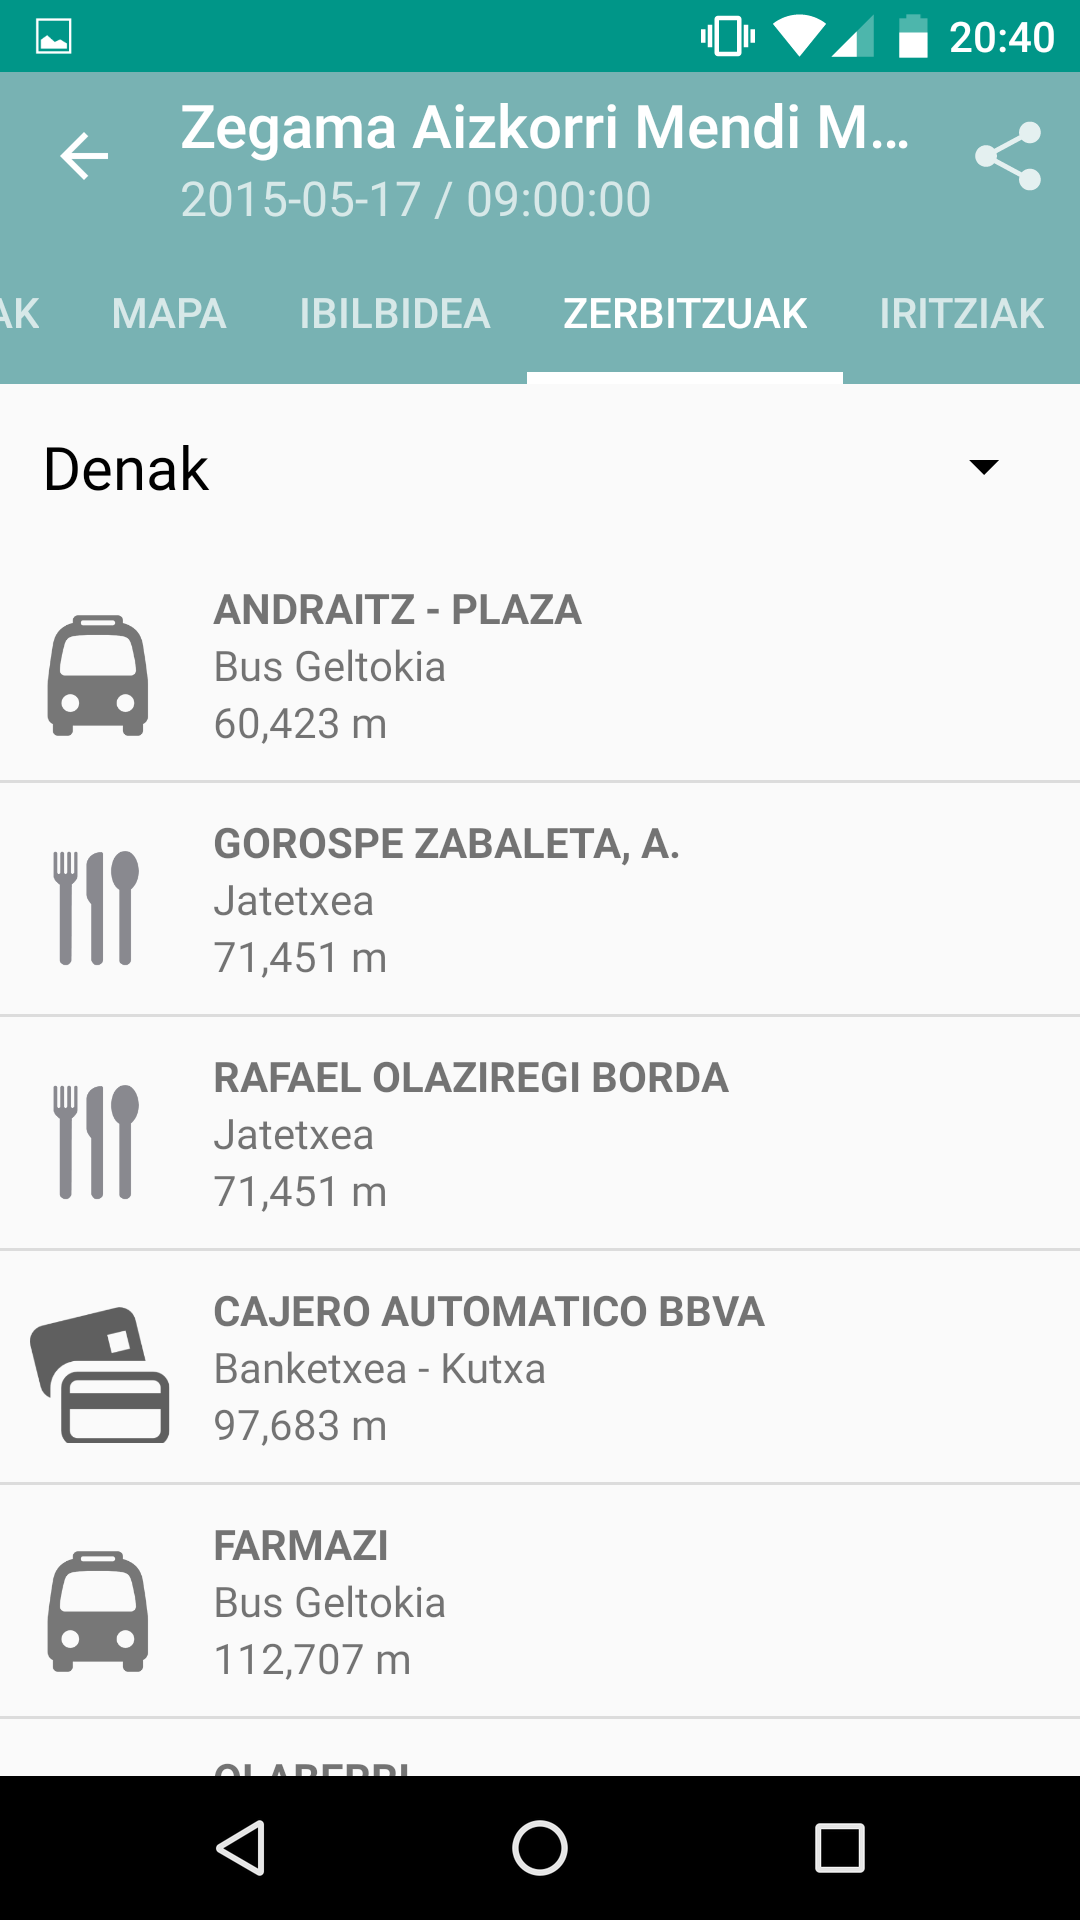 20:40
Zegama Aizkorri Mendi M...
2015-05-17 / 09:00:00
AK MAPA IBILBIDEA ZERBITZUAK IRITZIAK
Denak
ANDRAITZ - PLAZA
Bus Geltokia
60,423 m
GOROSPE ZABALETA, A.
Jatetxea
71,451 m
RAFAEL OLAZIREGI BORDA
Jatetxea
71,451 m
CAJERO AUTOMATICO BBVA
Banketxea - Kutxa
97,683 m
FARMAZI
Bus Geltokia
112,707 m
OLABERRI